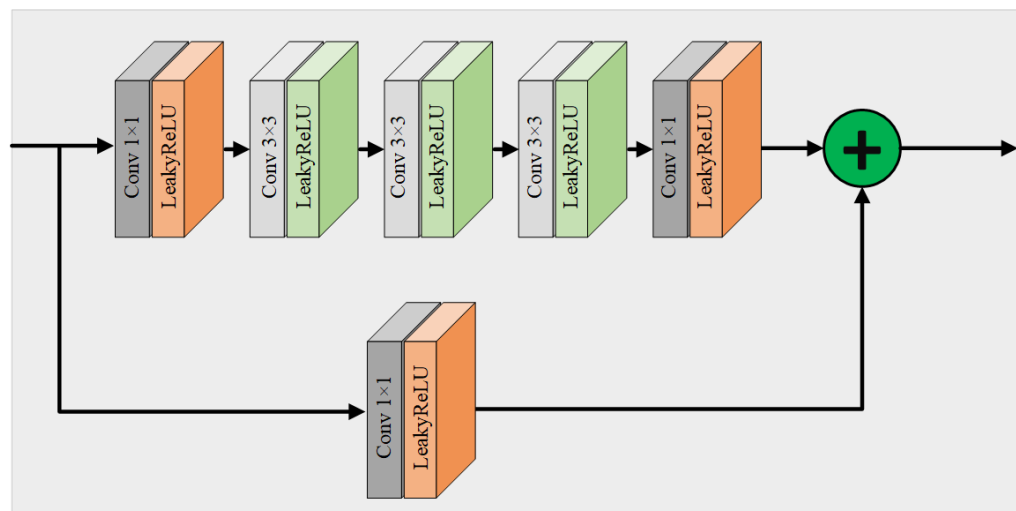 Conv 1×1
LeakyReLU
Conv 3×3
LeakyReLU
Conv 3×3
LeakyReLU
Conv 3×3
LeakyReLU
Conv 1×1
LeakyReLU
+
Conv 1×1
LeakyReLU